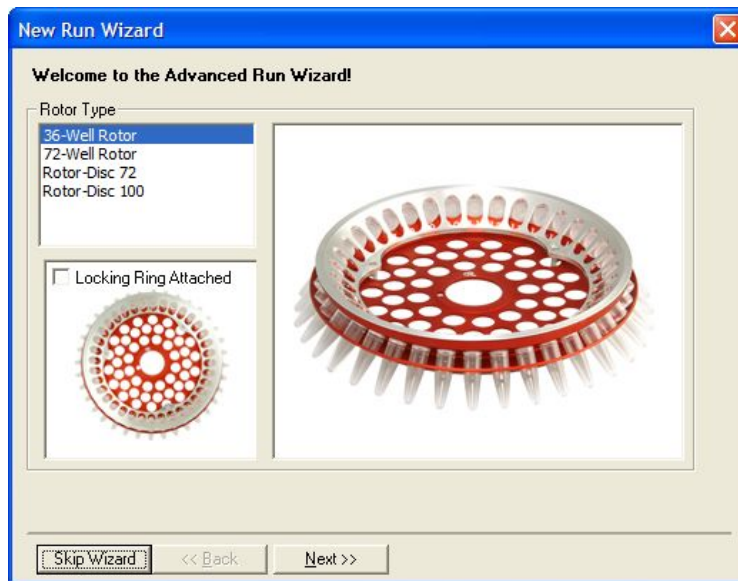 New Run Wizard
Welcome to the Advanced Run Wizard!
Rotor Type
36-Well Rotor
72-Well Rotor
Rotor-Disc 72
Rotor-Disc 100
Locking Ring Attached
Skip Wizard
<< Back
Next >>